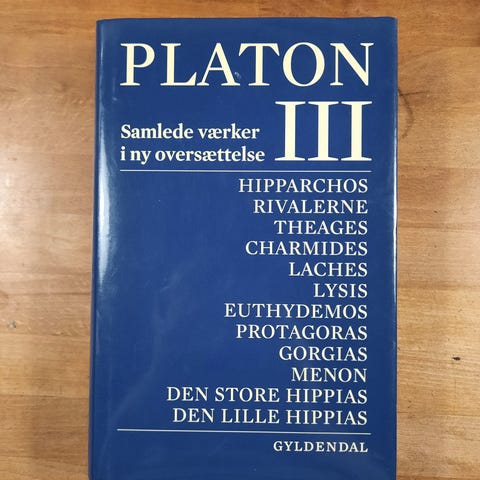 PLATON
Samlede værker
i ny oversættelse
III
HIPPARCHOS
RIVALERNE
THEAGES
CHARMIDES
LACHES
LYSIS
EUTHYDEMOS
PROTAGORAS
GORGIAS
MENON
DEN STORE HIPPIAS
DEN LILLE HIPPIAS
GYLDENDAL